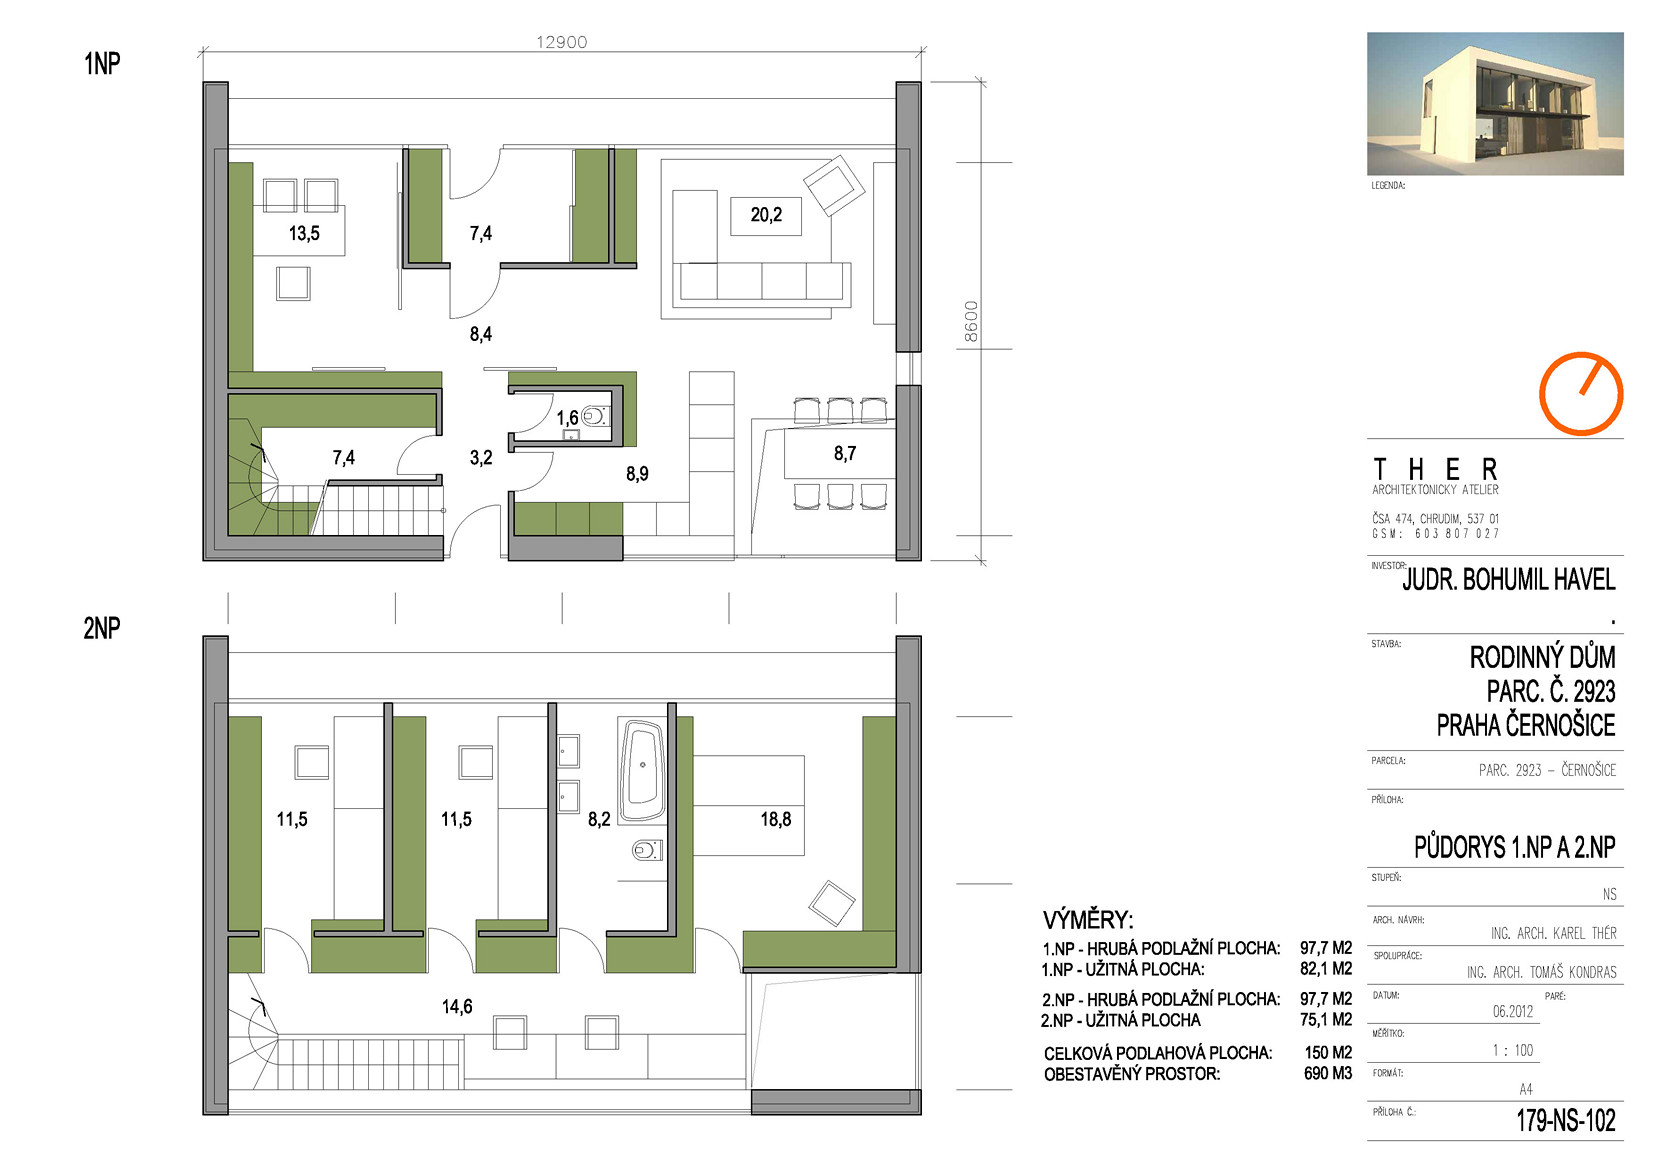 1NP
12900
8600
13,5
7,4
20,2
8,4
1,6
7,4
3,2
8,9
8,7
2NP
11,5
11,5
8,2
18,8
14,6
VÝMĚRY:
1.NP - HRUBÁ PODLAŽNÍ PLOCHA: 97,7 M2
1.NP - UŽITNÁ PLOCHA: 82,1 M2
2.NP - HRUBÁ PODLAŽNÍ PLOCHA: 97,7 M2
2.NP - UŽITNÁ PLOCHA 75,1 M2
CELKOVÁ PODLAHOVÁ PLOCHA: 150 M2
OBESTAVĚNÝ PROSTOR: 690 M3
LEGENDA:
THER
ARCHITEKTONICKÝ ATELIER
ČSA 474, CHRUDIM, 537 01
GSM: 603 807 027
INVESTOR:
JUDR. BOHUMIL HAVEL
.
STAVBA:
RODINNÝ DŮM
PARC. Č. 2923
PRAHA ČERNOŠICE
PARCELA:
PARC. 2923 – ČERNOŠICE
PŘÍLOHA:
PŮDORYS 1.NP A 2.NP
STUPEŇ:
NS
ARCH. NÁVRH:
ING. ARCH. KAREL THÉR
SPOLUPRÁCE:
ING. ARCH. TOMÁŠ KONDRAS
DATUM: PARÉ:
06.2012
MĚŘÍTKO:
1 : 100
FORMÁT:
A4
PŘÍLOHA Č.:
179-NS-102